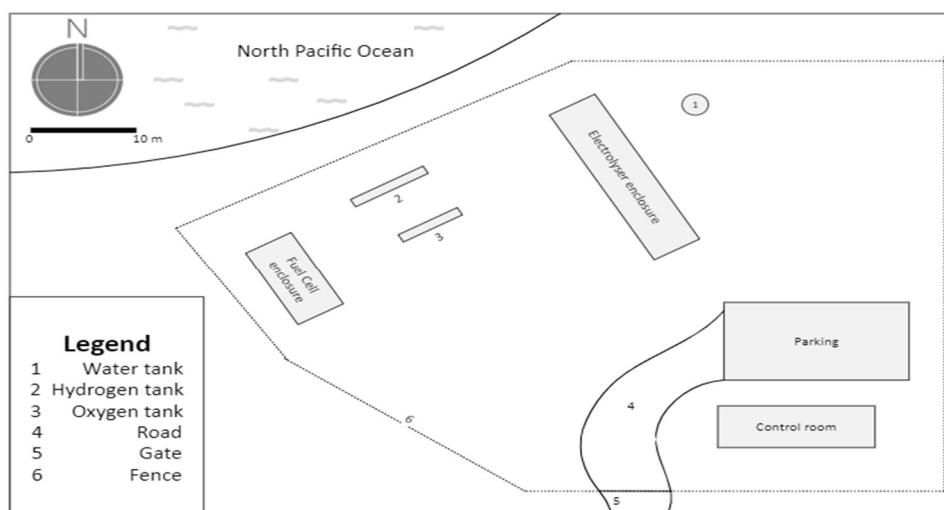 N
North Pacific Ocean
0 10 m
1
Electrolyser enclosure
2
3
Fuel Cell
enclosure
Legend
1 Water tank
2 Hydrogen tank
3 Oxygen tank
4 Road
5 Gate
6 Fence
Parking
4
6
Control room
5